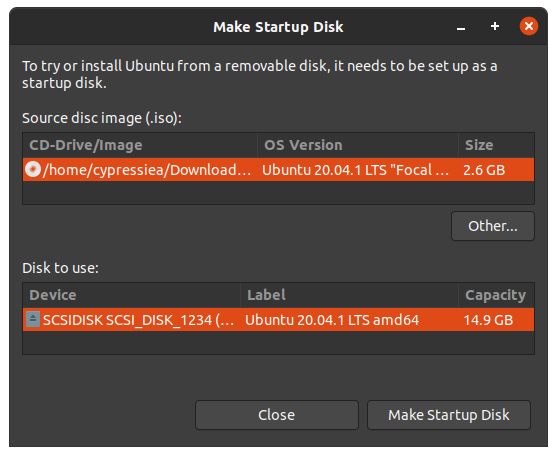 Make Startup Disk
To try or install Ubuntu from a removable disk, it needs to be set up as a
startup disk.
Source disc image (.iso):
CD-Drive/Image OS Version Size
/home/cypressiea/Download... Ubuntu 20.04.1 LTS "Focal ... 2.6 GB
Other...
Disk to use:
Device Label Capacity
SCSIDISK SCSI_DISK_1234 (... Ubuntu 20.04.1 LTS amd64 14.9 GB
Close Make Startup Disk